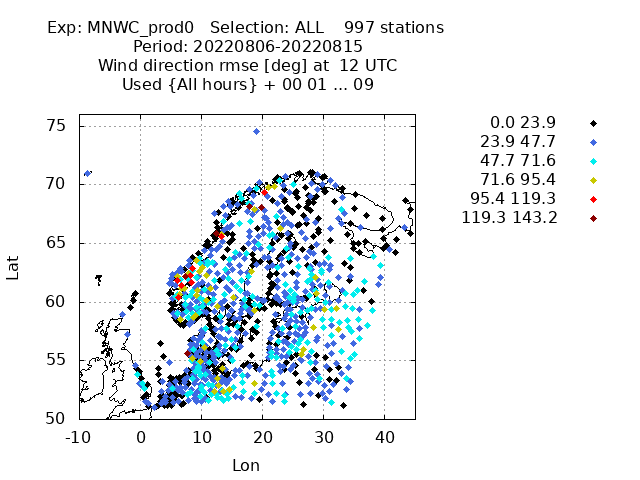 Exp: MNWC_prod0   Selection: ALL    997 stations
Period: 20220806-20220815
Wind direction rmse [deg] at  12 UTC
Used {All hours} + 00 01 ... 09
0.0 23.9
23.9 47.7
47.7 71.6
71.6 95.4
95.4 119.3
119.3 143.2
75
70
65
60
55
50
Lat
-10 0 10 20 30 40
Lon